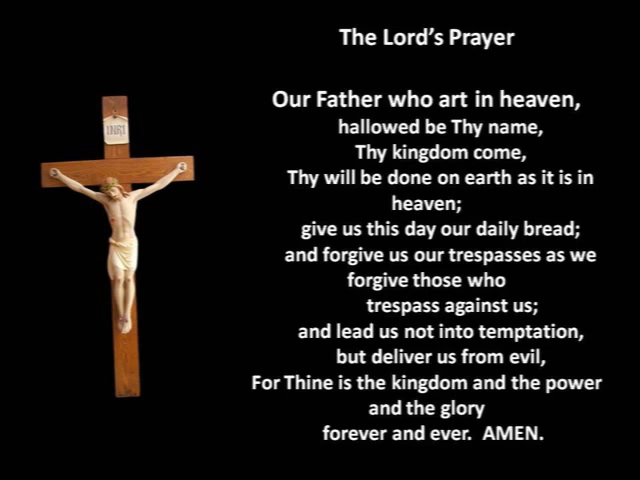 The Lord's Prayer
Our Father who art in heaven,
hallowed be Thy name,
Thy kingdom come,
Thy will be done on earth as it is in
heaven;
give us this day our daily bread;
and forgive us our trespasses as we
forgive those who
trespass against us;
and lead us not into temptation,
but deliver us from evil,
For Thine is the kingdom and the power
and the glory
forever and ever.  AMEN.
INRI